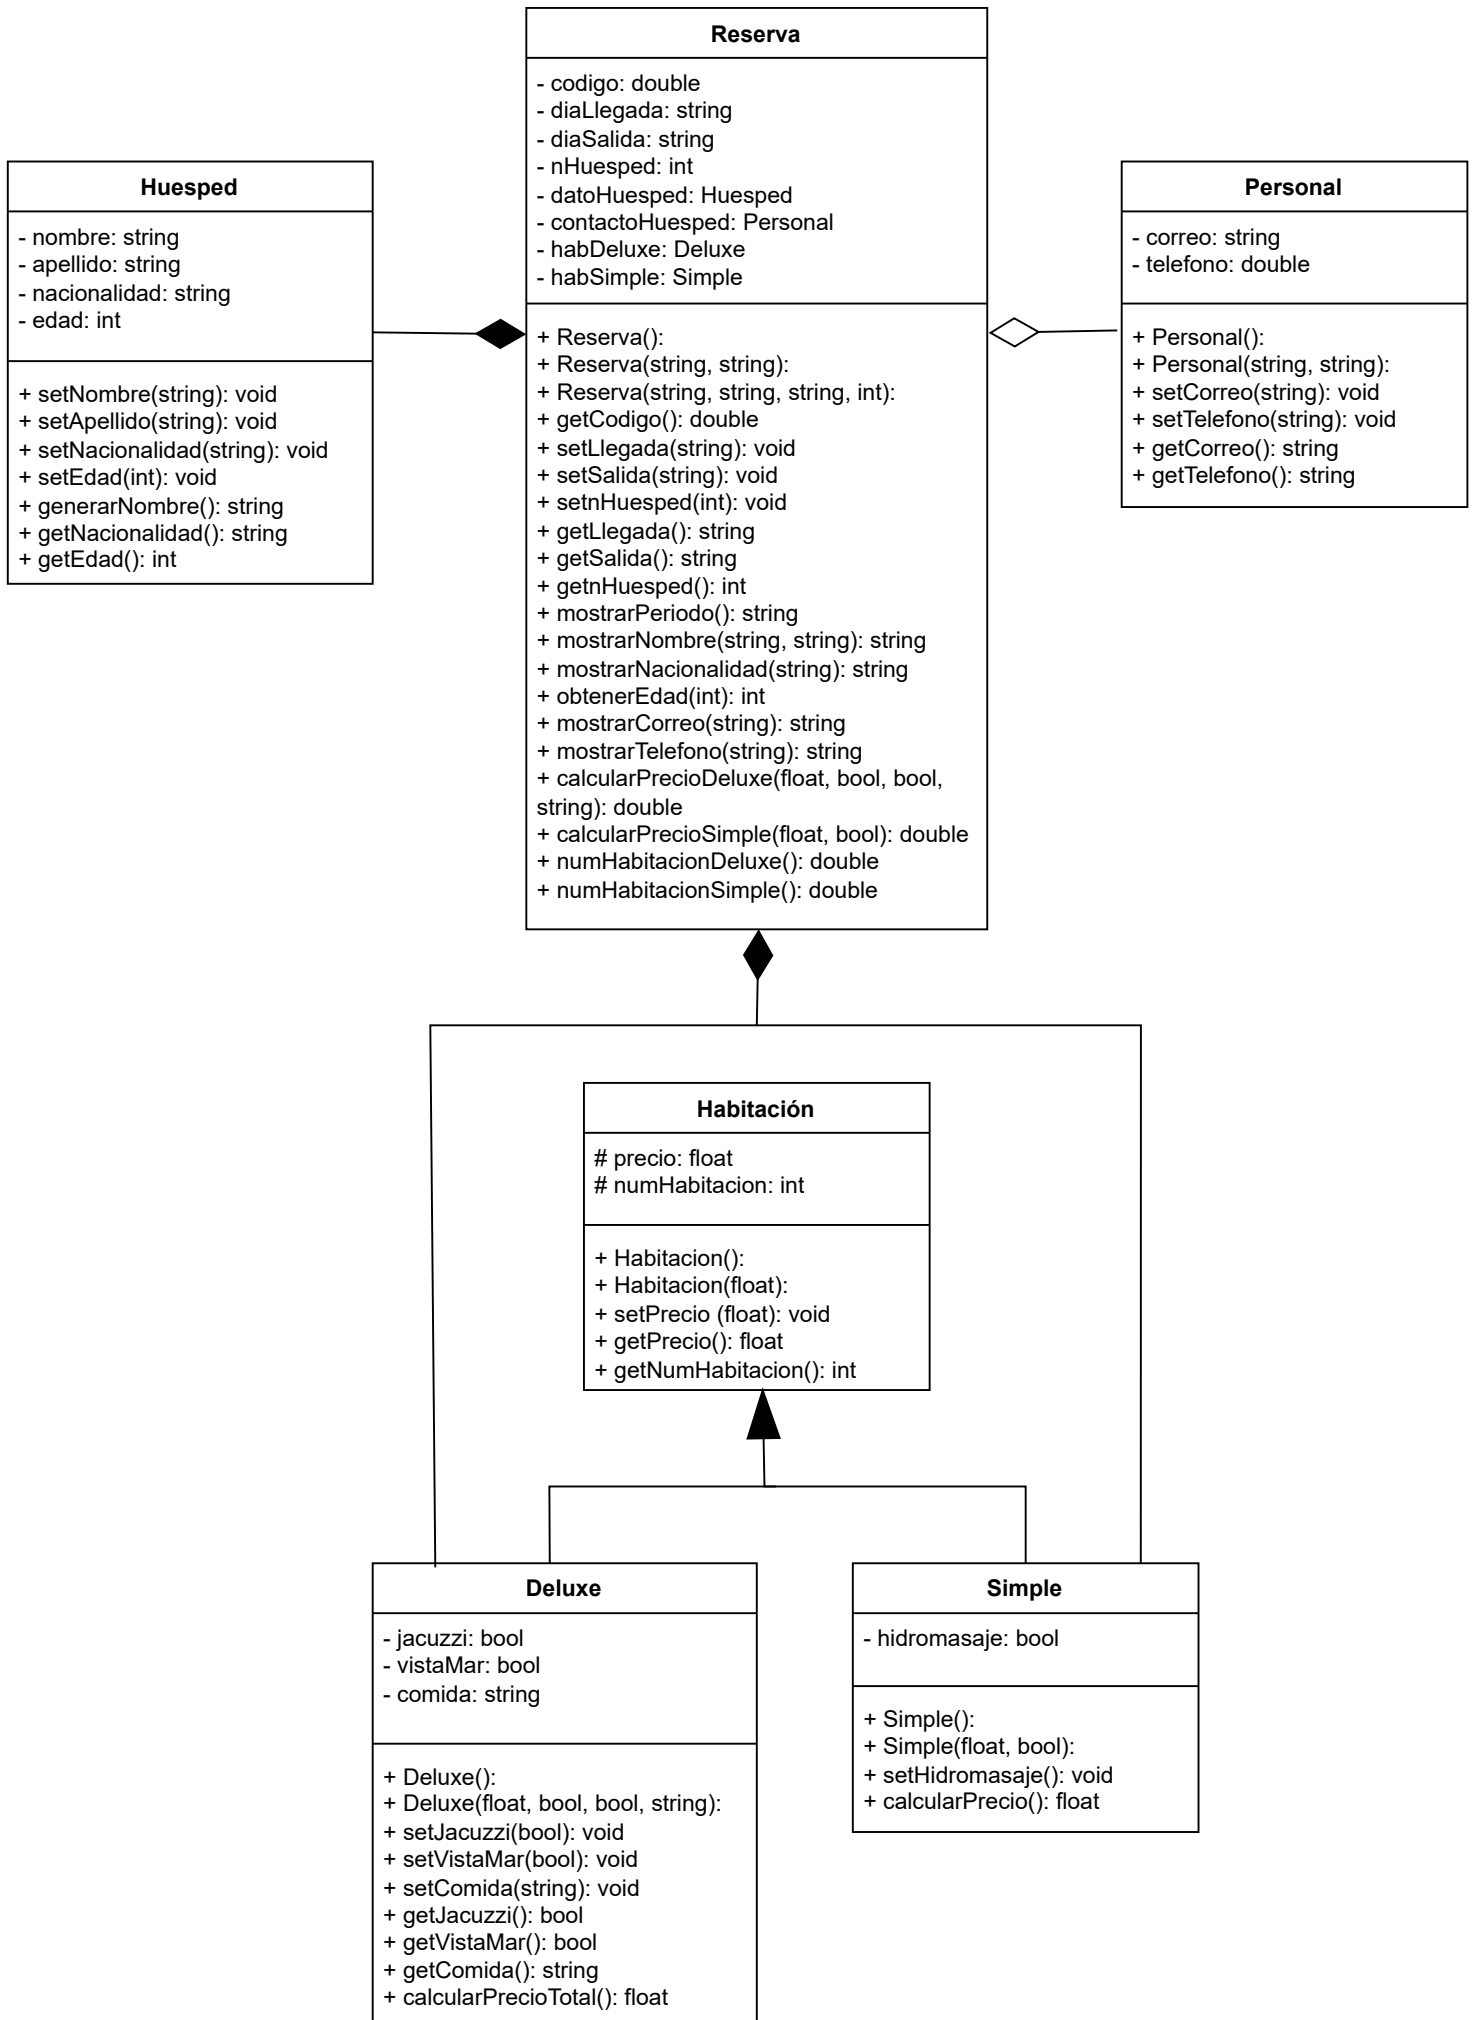 Reserva
- codigo: double
- diaLlegada: string
- diaSalida: string
- nHuesped: int
- datoHuesped: Huesped
- contactoHuesped: Personal
- habDeluxe: Deluxe
- habSimple: Simple
+ Reserva():
+ Reserva(string, string):
+ Reserva(string, string, string, int):
+ getCodigo(): double
+ setLlegada(string): void
+ setSalida(string): void
+ setnHuesped(int): void
+ getLlegada(): string
+ getSalida(): string
+ getnHuesped(): int
+ mostrarPeriodo(): string
+ mostrarNombre(string, string): string
+ mostrarNacionalidad(string): string
+ obtenerEdad(int): int
+ mostrarCorreo(string): string
+ mostrarTelefono(string): string
+ calcularPrecioDeluxe(float, bool, bool,
string): double
+ calcularPrecioSimple(float, bool): double
+ numHabitacionDeluxe(): double
+ numHabitacionSimple(): double
Huesped
- nombre: string
- apellido: string
- nacionalidad: string
- edad: int
+ setNombre(string): void
+ setApellido(string): void
+ setNacionalidad(string): void
+ setEdad(int): void
+ generarNombre(): string
+ getNacionalidad(): string
+ getEdad(): int
Personal
- correo: string
- telefono: double
+ Personal():
+ Personal(string, string):
+ setCorreo(string): void
+ setTelefono(string): void
+ getCorreo(): string
+ getTelefono(): string
Habitación
# precio: float
# numHabitacion: int
+ Habitacion():
+ Habitacion(float):
+ setPrecio (float): void
+ getPrecio(): float
+ getNumHabitacion(): int
Deluxe
- jacuzzi: bool
- vistaMar: bool
- comida: string
+ Deluxe():
+ Deluxe(float, bool, bool, string):
+ setJacuzzi(bool): void
+ setVistaMar(bool): void
+ setComida(string): void
+ getJacuzzi(): bool
+ getVistaMar(): bool
+ getComida(): string
+ calcularPrecioTotal(): float
Simple
- hidromasaje: bool
+ Simple():
+ Simple(float, bool):
+ setHidromasaje(): void
+ calcularPrecio(): float